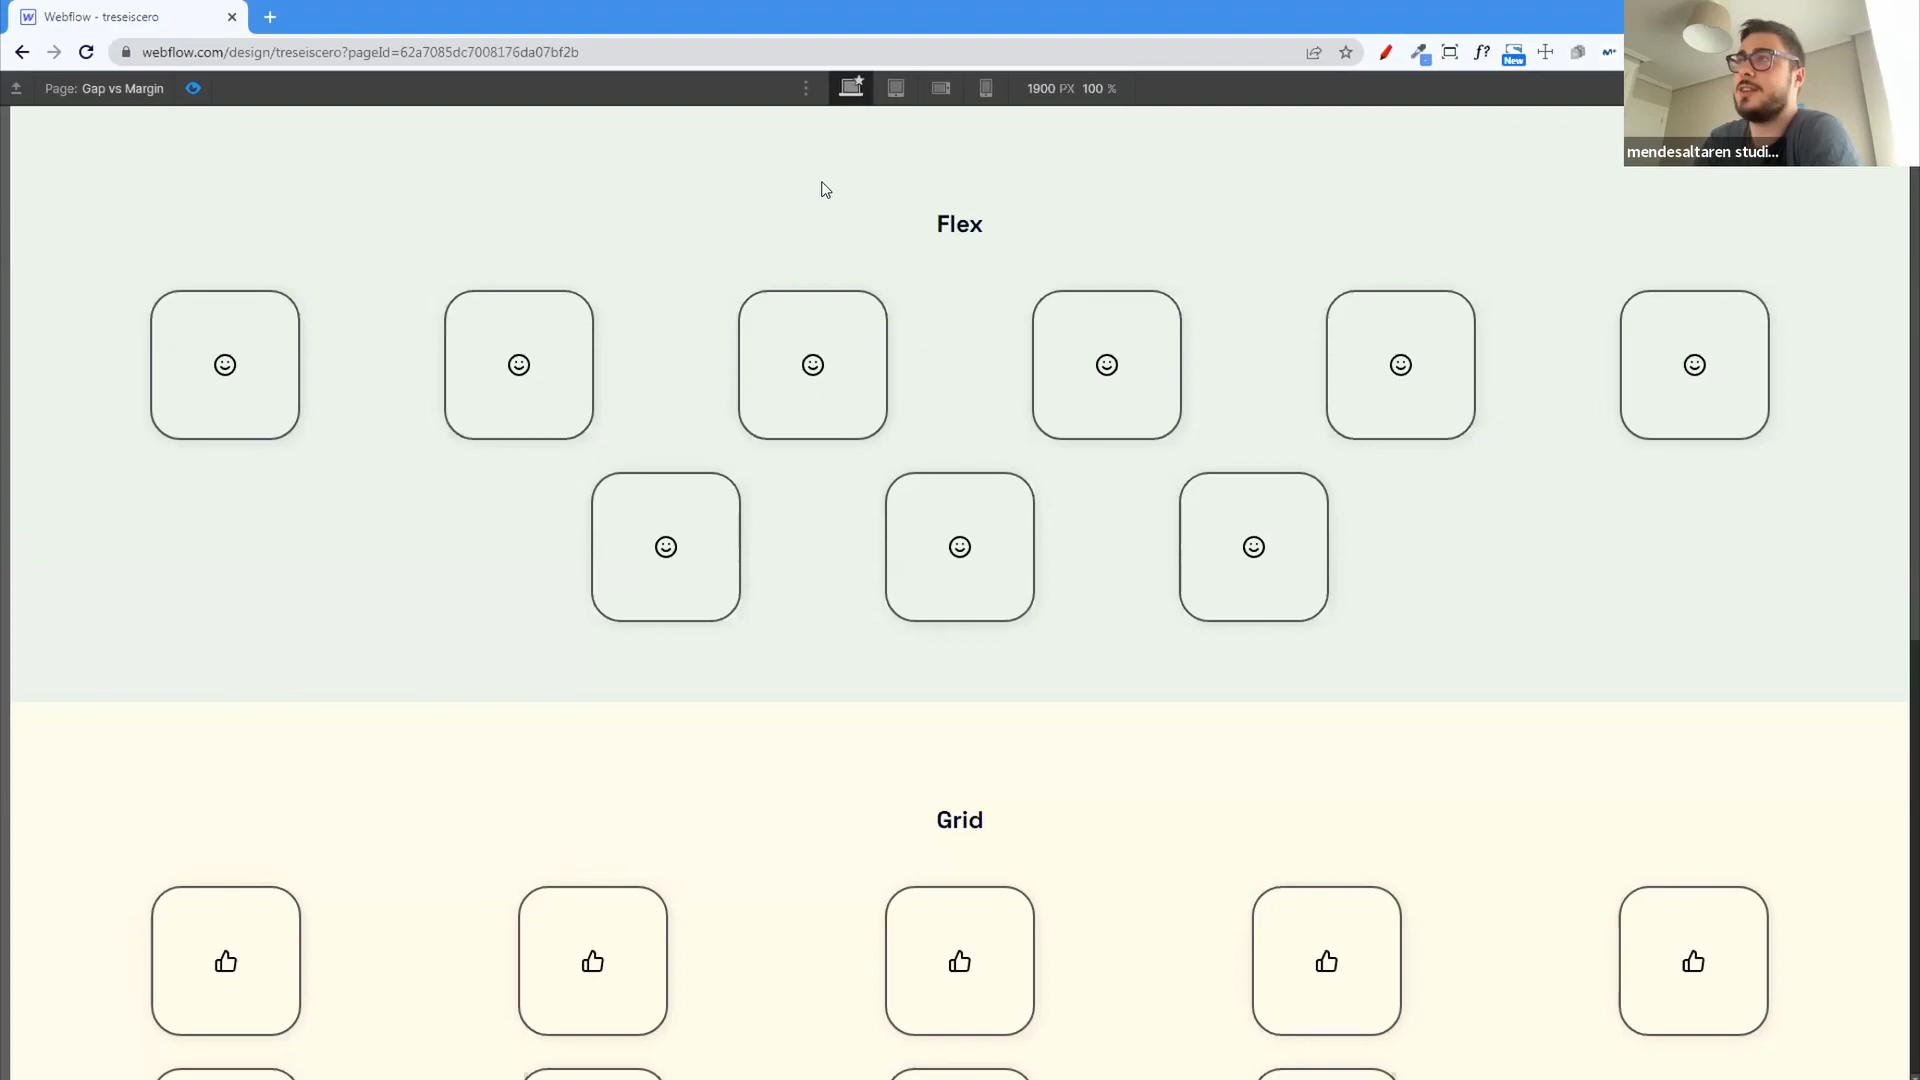 Webflow - treseiscero
webflow.com/design/treseiscero?pageId=62a7085dc7008176da07bf2b
f?
New
Page: Gap vs Margin
1900 PX 100 %
mendesaltaren studi...
Flex
Grid